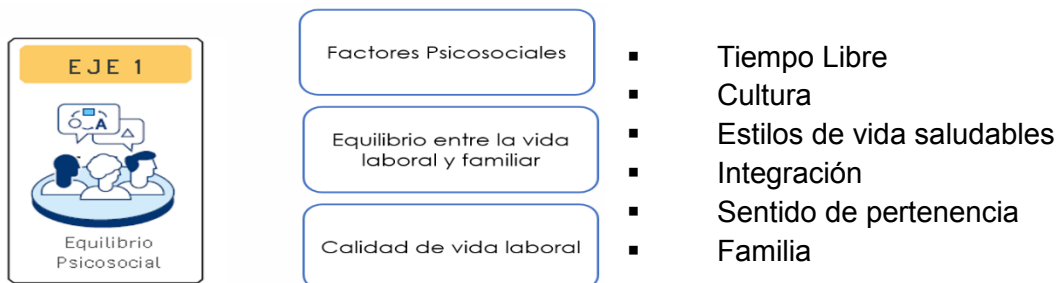 EJE 1
A
Equilibrio
Psicosocial
Factores Psicosociales
Equilibrio entre la vida
laboral y familiar
Calidad de vida laboral
▪ Tiempo Libre
▪ Cultura
▪ Estilos de vida saludables
▪ Integración
▪ Sentido de pertenencia
▪ Familia